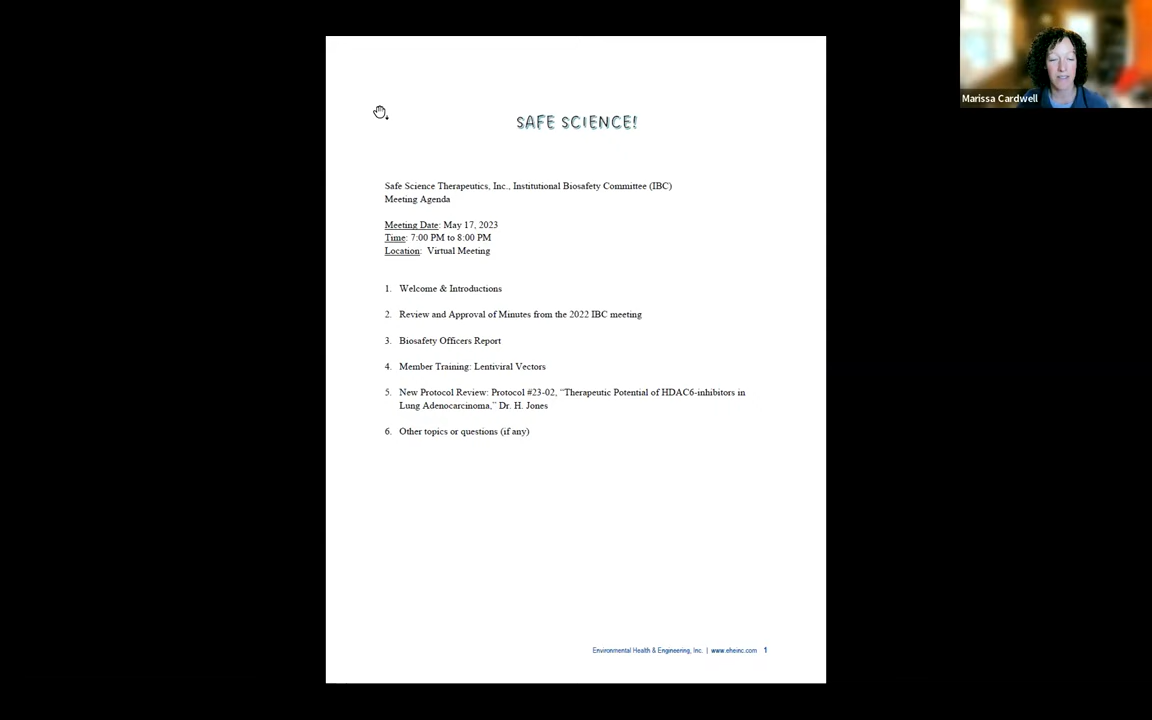 Marissa Cardwell
SAFE SCIENCE!
Safe Science Therapeutics, Inc., Institutional Biosafety Committee (IBC)
Meeting Agenda
Meeting Date: May 17, 2023
Time: 7:00 PM to 8:00 PM
Location: Virtual Meeting
1. Welcome & Introductions
2. Review and Approval of Minutes from the 2022 IBC meeting
3. Biosafety Officers Report
4. Member Training: Lentiviral Vectors
5. New Protocol Review: Protocol #23-02, “Therapeutic Potential of HDAC6-inhibitors in
Lung Adenocarcinoma,” Dr. H. Jones
6. Other topics or questions (if any)
Environmental Health & Engineering, Inc. | www.eheinc.com 1